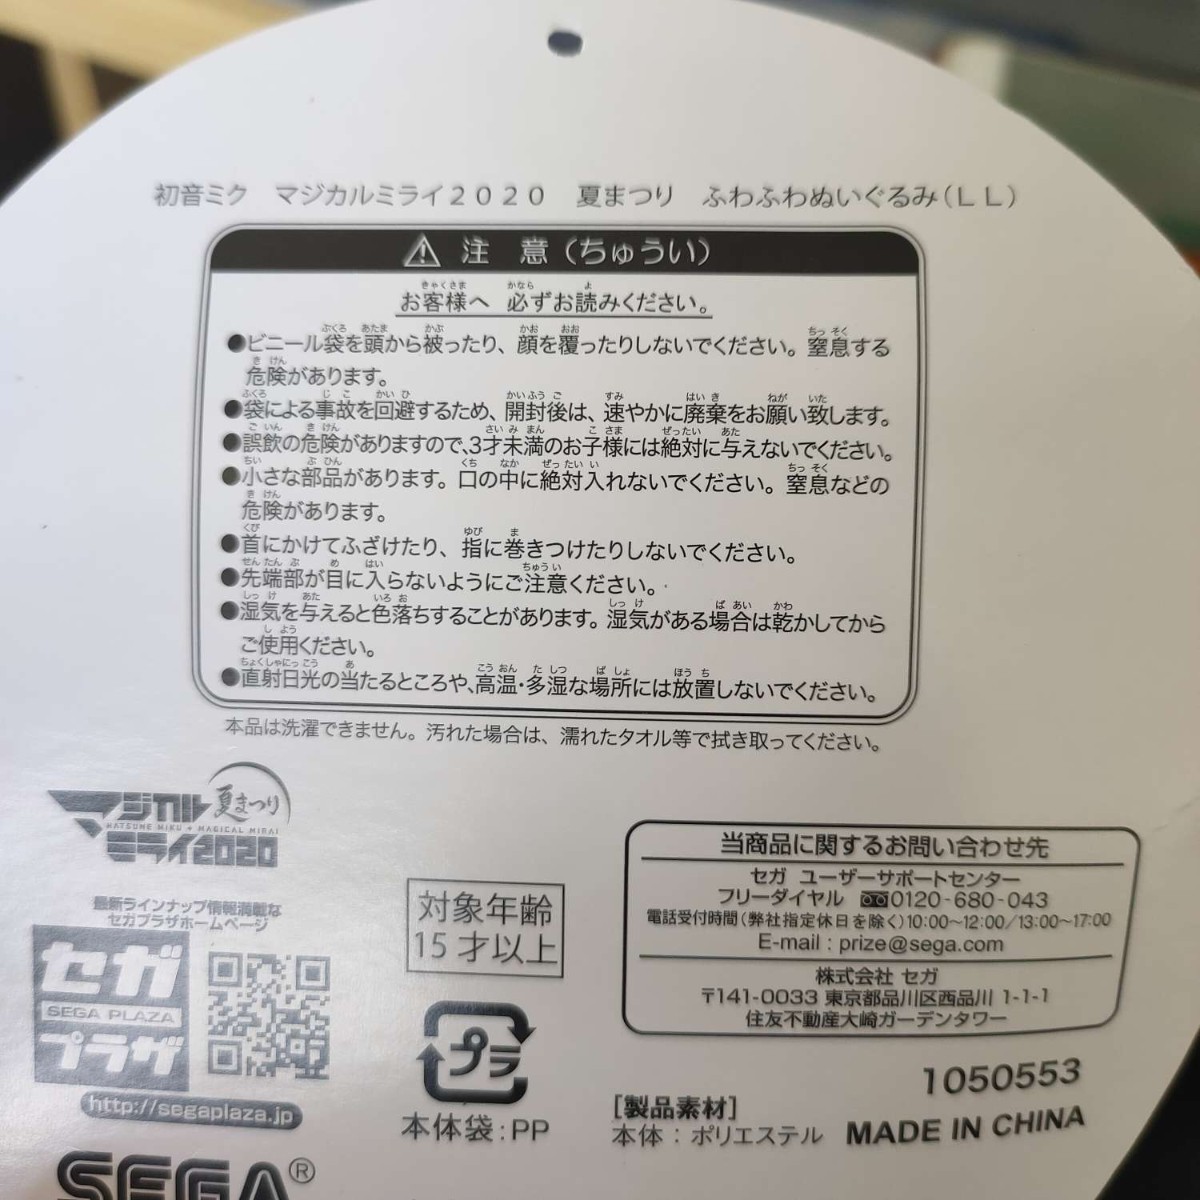 初音ミク　マジカルミライ２０２０　夏まつり　ふわふわぬいぐるみ(ＬＬ)
注　意(ちゅうい)
お客様へ　必ずお読みください。
●ビニール袋を頭から被ったり、顔を覆ったりしないでください。窒息する
危険があります。
●袋による事故を回避するため、開封後は、速やかに廃棄をお願い致します。
●誤飲の危険がありますので、3才未満のお子様には絶対に与えないでください。
●小さな部品があります。口の中に絶対入れないでください。窒息などの
危険があります。
●首にかけてふざけたり、指に巻きつけたりしないでください。
●先端部が目に入らないようにご注意ください。
●湿気を与えると色落ちすることがあります。湿気がある場合は乾かしてから
ご使用ください。
●直射日光の当たるところや、高温・多湿な場所には放置しないでください。
本品は洗濯できません。汚れた場合は、濡れたタオル等で拭き取ってください。
マジカル 夏まつり
HATSUNE MIKU + MAGICAL MIRAI
ミライ2020
最新ラインナップ情報満載な
セガプラザホームページ
セガ
SEGA PLAZA
プラザ
http://segaplaza.jp
SEGA®
対象年齢
15才以上
プラ
本体袋:PP
当商品に関するお問い合わせ先
セガ ユーザーサポートセンター
フリーダイヤル 0120-680-043
電話受付時間(弊社指定休日を除く)10:00～12:00/13:00～17:00
E-mail : prize@sega.com
株式会社 セガ
〒141-0033 東京都品川区西品川 1-1-1
住友不動産大崎ガーデンタワー
1050553
[製品素材]
本体：ポリエステル MADE IN CHINA